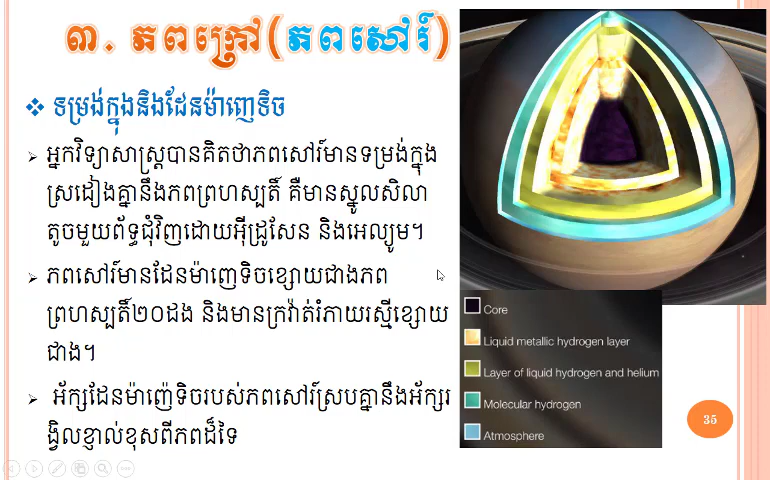 ៣. ភពក្រៅ(ភពសៅរ៍)
ទម្រង់ក្នុងនិងដែនម៉ាញេទិច
អ្នកវិទ្យាសាស្ត្របានគិតថាភពសៅរ៍មានទម្រង់ក្នុង
ស្រដៀងគ្នានឹងភពព្រហស្បតិ៍ គឺមានស្នូលសិលា
តូចមួយព័ទ្ធជុំវិញដោយអ៊ីដ្រូសែន និងអេល្យូម។
ភពសៅរ៍មានដែនម៉ាញេទិចខ្សោយជាងភព
ព្រហស្បតិ៍២០ដង និងមានក្រវ៉ាត់រំភាយរស្មីខ្សោយ
ជាង។
អ័ក្សដែនម៉ាញ៉េទិចរបស់ភពសៅរ៍ស្របគ្នានឹងអ័ក្សរ
ង្វិលខ្ញាល់ខុសពីភពដ៏ទៃ
Core
Liquid metallic hydrogen layer
Layer of liquid hydrogen and helium
Molecular hydrogen
Atmosphere
35